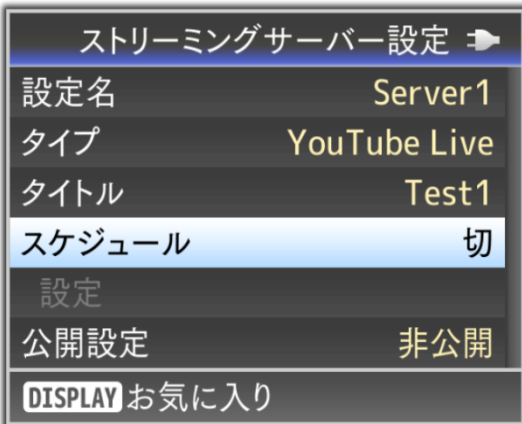 ストリーミングサーバー設定
設定名 Server1
タイプ YouTube Live
タイトル Test1
スケジュール 切
設定
公開設定 非公開
DISPLAY お気に入り